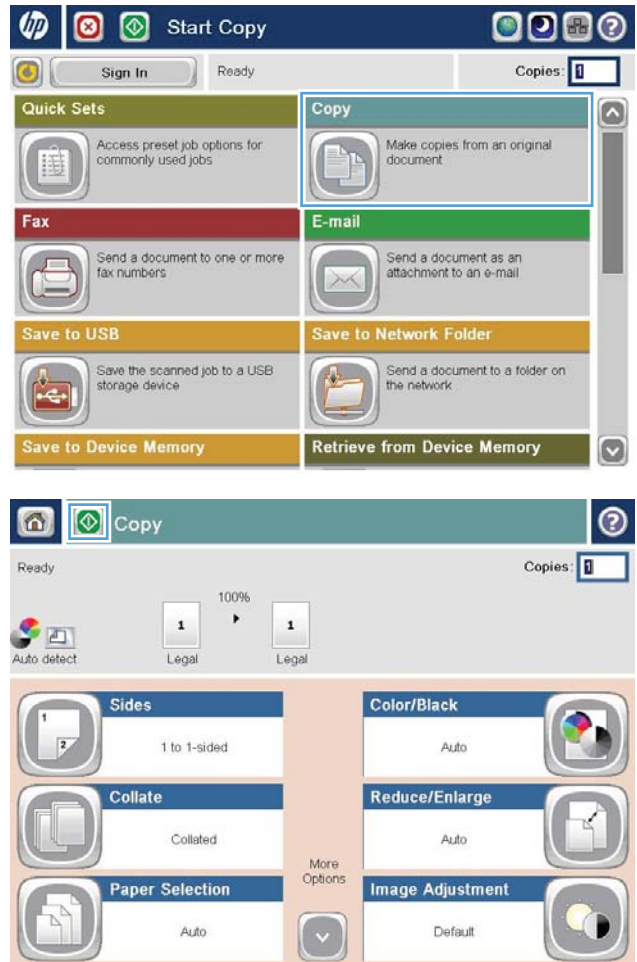 hp
Start Copy
?
Sign In
Ready
Copies: 1
Quick Sets
Access preset job options for
commonly used jobs
Copy
Make copies from an original
document
Fax
Send a document to one or more
fax numbers
E-mail
Send a document as an
attachment to an e-mail
Save to USB
Save the scanned job to a USB
storage device
Save to Network Folder
Send a document to a folder on
the network
Save to Device Memory
Retrieve from Device Memory
Copy
?
Ready
Copies: 1
100%
1
1
Auto detect
Legal
Legal
Sides
1
2
1 to 1-sided
Color/Black
Auto
Collate
Collated
Reduce/Enlarge
Auto
More
Options
Paper Selection
Auto
Image Adjustment
Default